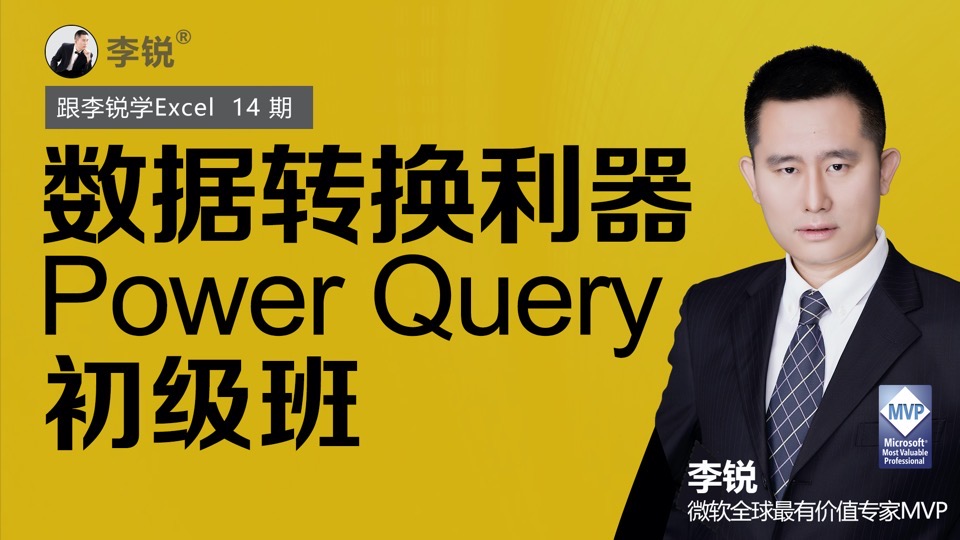 李锐®
跟李锐学Excel 14 期
数据转换利器
Power Query
初级班
MVP
Microsoft®
Most Valuable
Professional
李锐
微软全球最有价值专家MVP